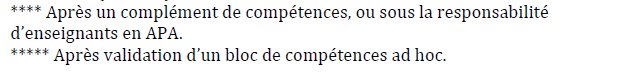 **** Après un complément de compétences, ou sous la responsabilité
d’enseignants en APA.
***** Après validation d’un bloc de compétences ad hoc.